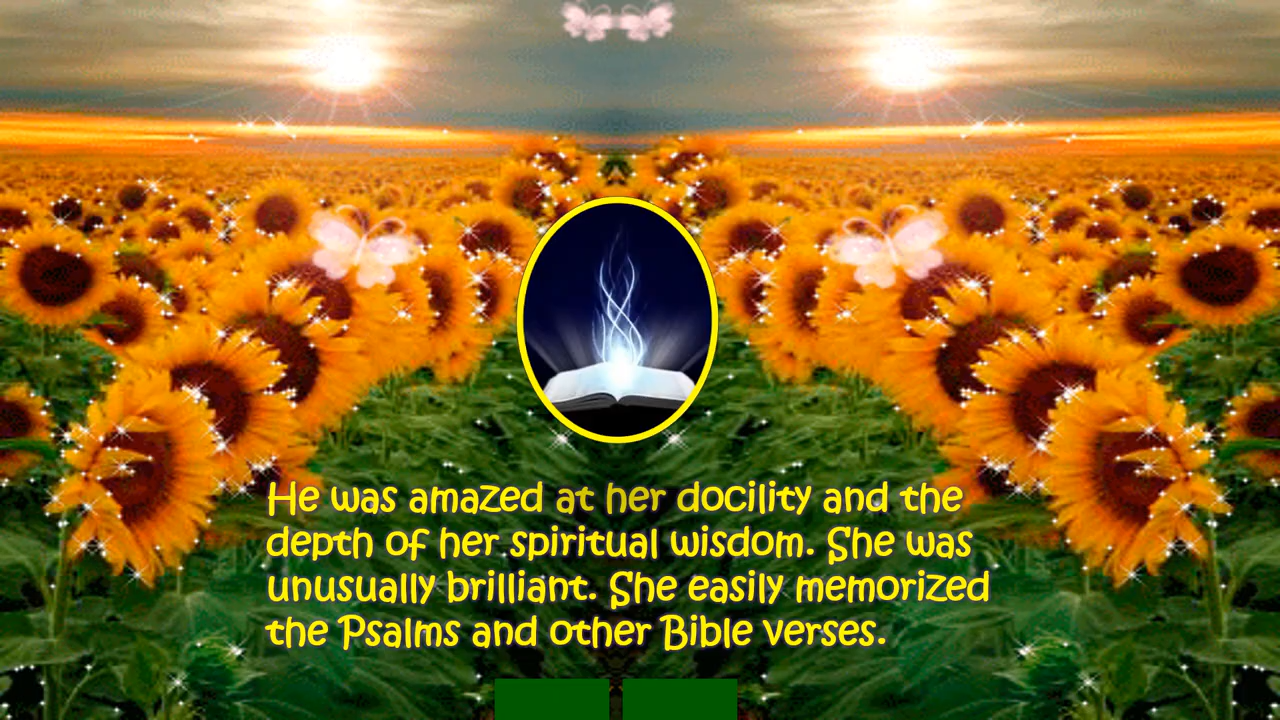 He was amazed at her docility and the
depth of her spiritual wisdom. She was
unusually brilliant. She easily memorized
the Psalms and other Bible verses.